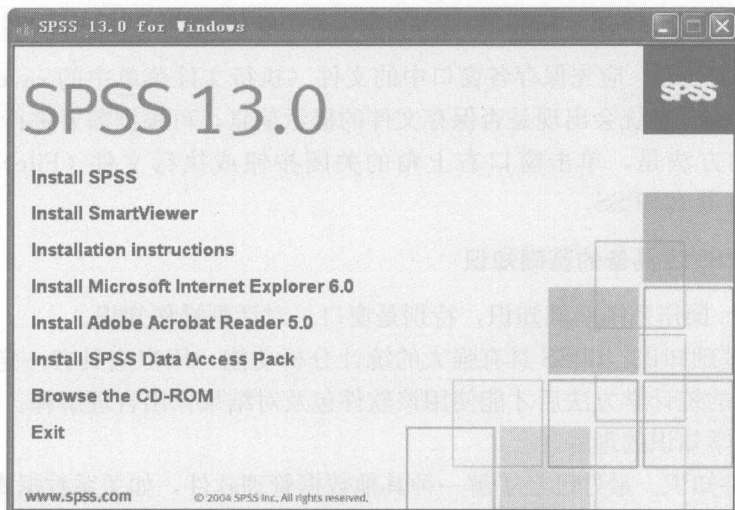 SPSS 13.0 for Windows
SPSS 13.0
SPSS
Install SPSS
Install SmartViewer
Installation instructions
Install Microsoft Internet Explorer 6.0
Install Adobe Acrobat Reader 5.0
Install SPSS Data Access Pack
Browse the CD-ROM
Exit
www.spss.com
© 2004 SPSS Inc. All rights reserved.